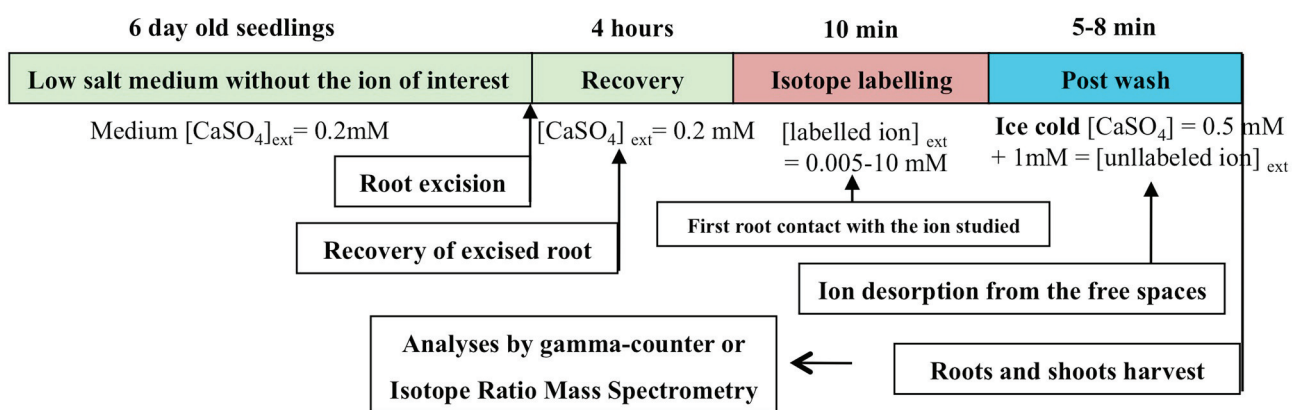 6 day old seedlings
4 hours
10 min
5-8 min
Low salt medium without the ion of interest
Recovery
Isotope labelling
Post wash
Medium [CaSO4]ext= 0.2mM
[CaSO4] ext= 0.2 mM
[labelled ion] ext
= 0.005-10 mM
Ice cold [CaSO4] = 0.5 mM
+ 1mM = [unllabeled ion] ext
Root excision
First root contact with the ion studied
Recovery of excised root
Ion desorption from the free spaces
Analyses by gamma-counter or
Isotope Ratio Mass Spectrometry
Roots and shoots harvest